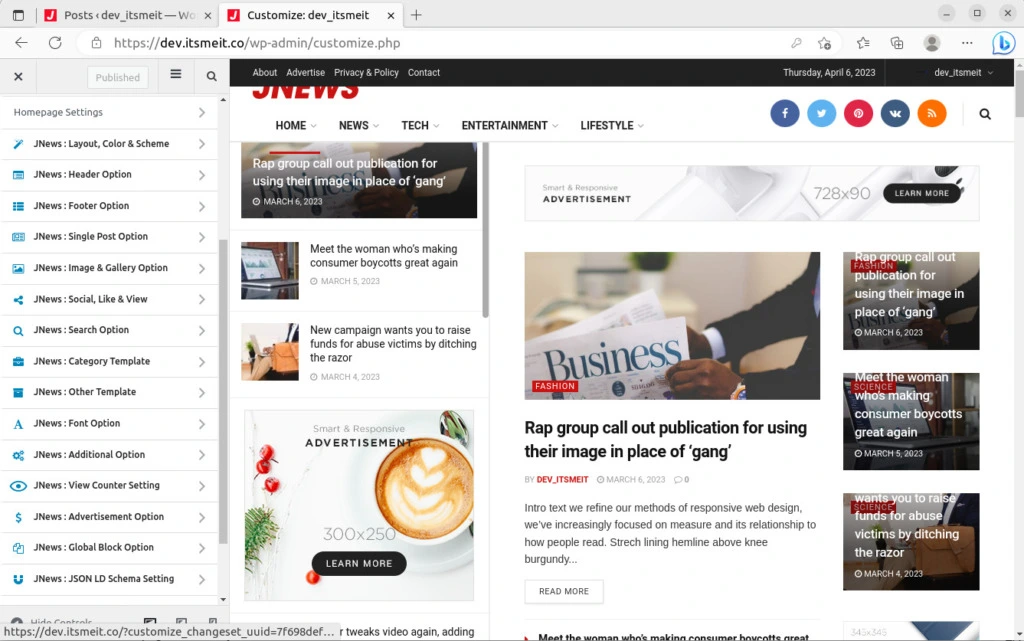 Posts ‹ dev_itsmeit — Wo
Customize: dev_itsmeit
https://dev.itsmeit.co/wp-admin/customize.php
Published
Homepage Settings
JNews : Layout, Color & Scheme
JNews : Header Option
JNews : Footer Option
JNews : Single Post Option
JNews : Image & Gallery Option
JNews : Social, Like & View
JNews : Search Option
JNews : Category Template
JNews : Other Template
JNews : Font Option
JNews : Additional Option
JNews : View Counter Setting
JNews : Advertisement Option
JNews : Global Block Option
JNews : JSON LD Schema Setting
Hide Controls
https://dev.itsmeit.co/?customize_changeset_uuid=7f698def...
About Advertise Privacy & Policy Contact
Thursday, April 6, 2023
dev_itsmeit
JNEWS
HOME NEWS TECH ENTERTAINMENT LIFESTYLE
Rap group call out publication for
using their image in place of ‘gang’
MARCH 6, 2023
Meet the woman who’s making
consumer boycotts great again
MARCH 5, 2023
New campaign wants you to raise
funds for abuse victims by ditching
the razor
MARCH 4, 2023
Smart & Responsive
ADVERTISEMENT
300x250
LEARN MORE
r tweaks video again, adding
Smart & Responsive
ADVERTISEMENT
728x90
LEARN MORE
Business
FASHION
Rap group call out publication for using
their image in place of ‘gang’
BY DEV_ITSMEIT MARCH 6, 2023 0
Intro text we refine our methods of responsive web design,
we’ve increasingly focused on measure and its relationship to
how people read. Strech lining hemline above knee
burgundy...
READ MORE
Meet the woman who’s making consumer boycotts great
Rap group call out
FASHION
publication for
using their image in
place of ‘gang’
MARCH 6, 2023
Meet the woman
SCIENCE
who’s making
consumer boycotts
great again
MARCH 5, 2023
wants you to raise
SCIENCE
funds for abuse
victims by ditching
the razor
MARCH 4, 2023
345x345